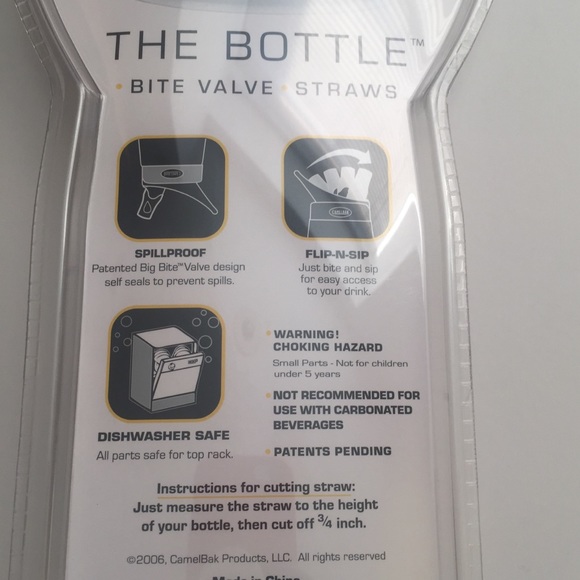 THE BOTTLE™
• BITE VALVE • STRAWS
SPILLPROOF
Patented Big Bite™ Valve design
self seals to prevent spills.
FLIP-N-SIP
Just bite and sip
for easy access
to your drink.
• WARNING!
CHOKING HAZARD
Small Parts - Not for children
under 5 years
• NOT RECOMMENDED FOR
USE WITH CARBONATED
BEVERAGES
• PATENTS PENDING
DISHWASHER SAFE
All parts safe for top rack.
Instructions for cutting straw:
Just measure the straw to the height
of your bottle, then cut off 3/4 inch.
©2006, CamelBak Products, LLC. All rights reserved
Made in China